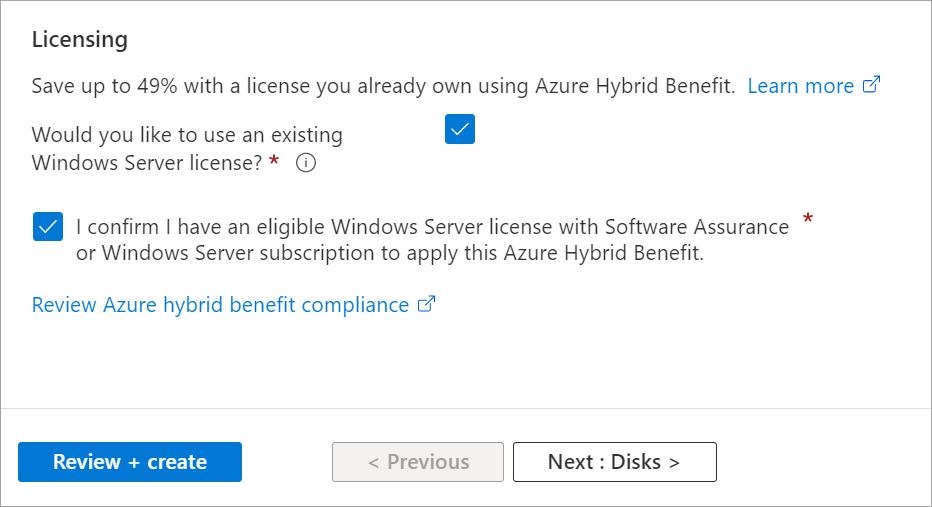 Licensing
Save up to 49% with a license you already own using Azure Hybrid Benefit. Learn more
Would you like to use an existing
Windows Server license? *
I confirm I have an eligible Windows Server license with Software Assurance *
or Windows Server subscription to apply this Azure Hybrid Benefit.
Review Azure hybrid benefit compliance
Review + create
< Previous
Next : Disks >